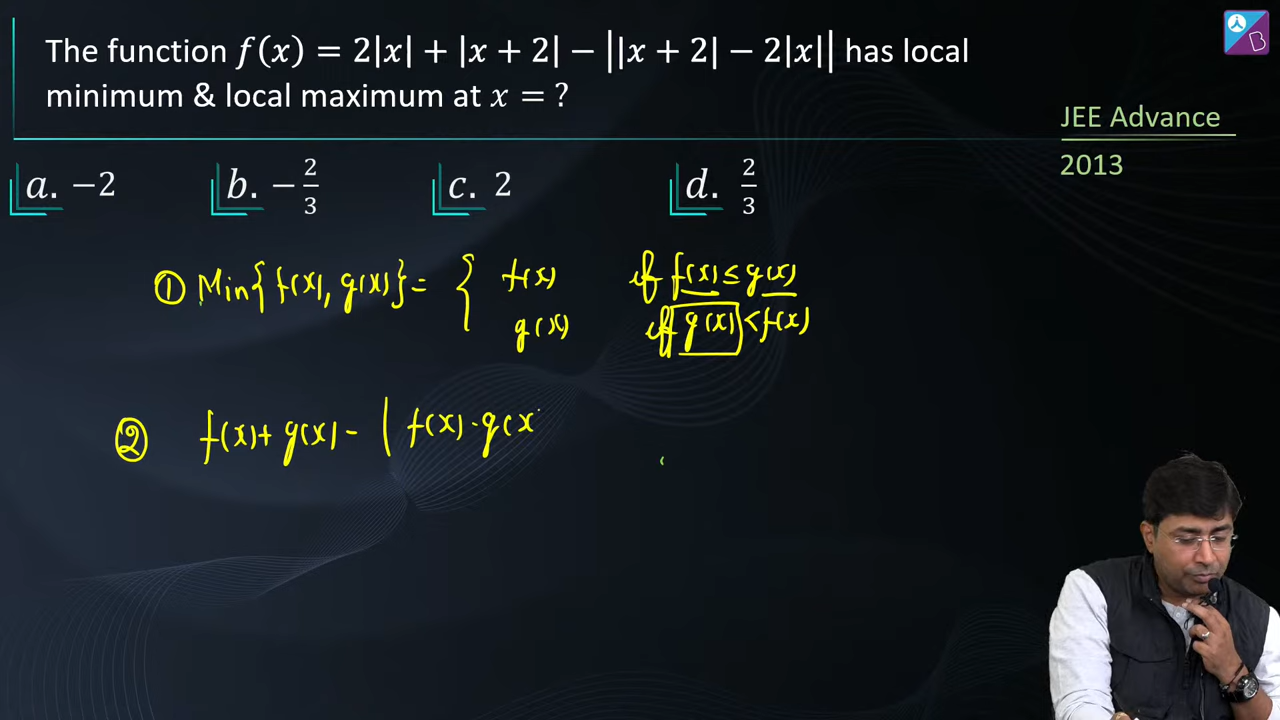 The function f(x) = 2|x| + |x + 2| − ||x + 2| − 2|x|| has local
minimum & local maximum at x = ?
JEE Advance
2013
a. −2 b. −2/3 c. 2 d. 2/3
① Min{f(x), g(x)} = { f(x) if f(x) ≤ g(x)
g(x) if g(x) < f(x)
② f(x) + g(x) − | f(x) - g(x
B